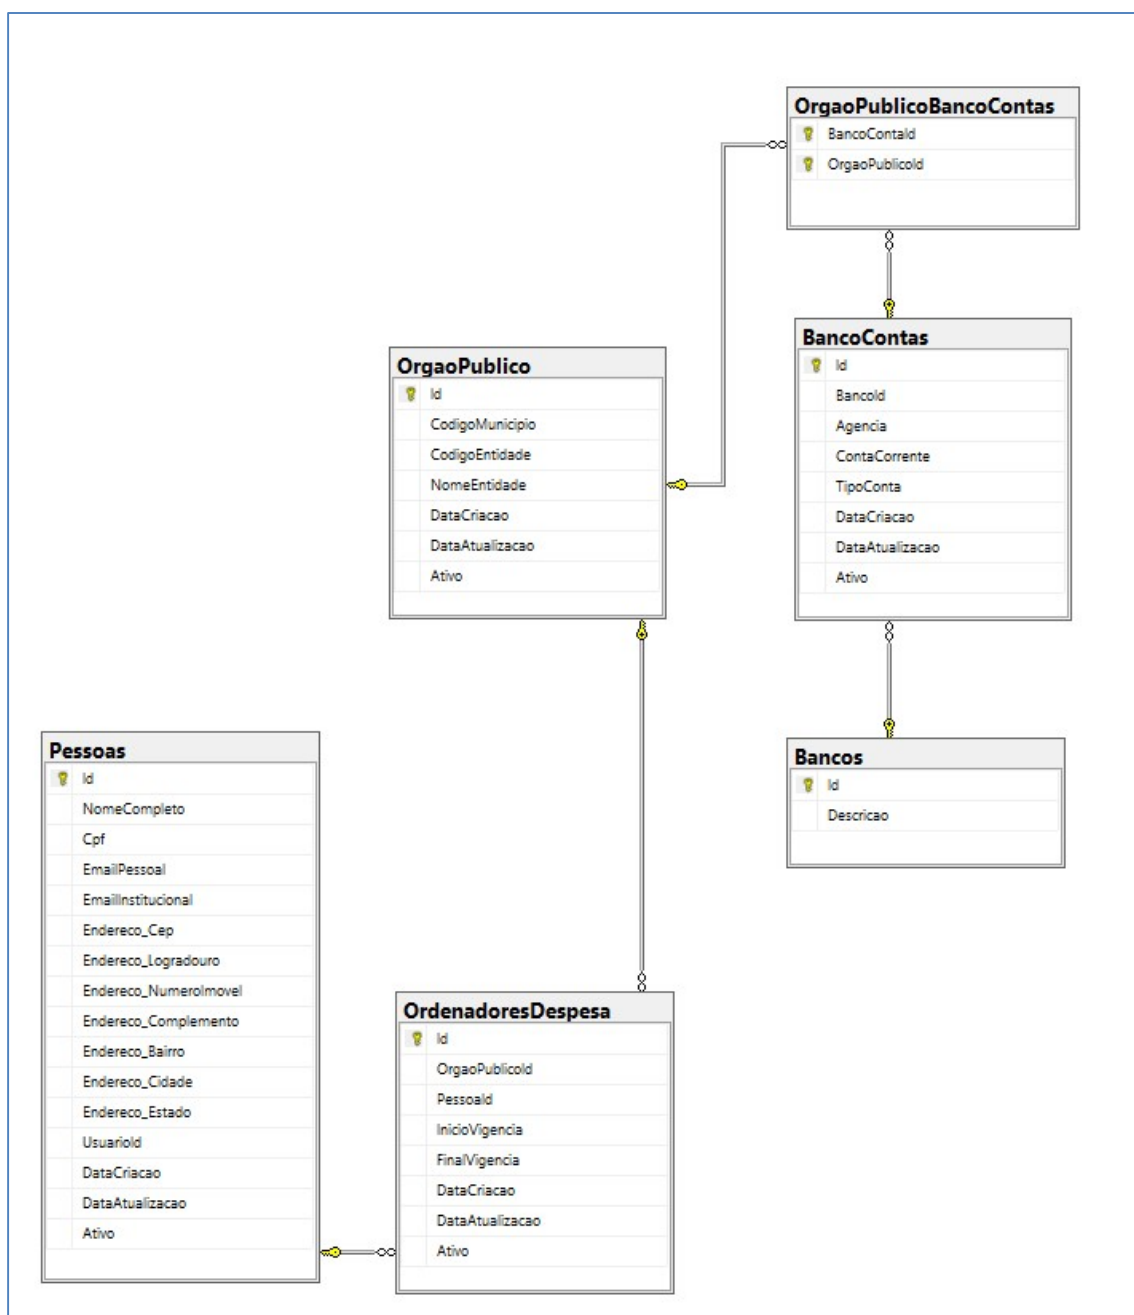 OrgaoPublicoBancoContas
BancoContaId
OrgaoPublicoId
BancoContas
Id
BancoId
Agencia
ContaCorrente
TipoConta
DataCriacao
DataAtualizacao
Ativo
OrgaoPublico
Id
CodigoMunicipio
CodigoEntidade
NomeEntidade
DataCriacao
DataAtualizacao
Ativo
Bancos
Id
Descricao
Pessoas
Id
NomeCompleto
Cpf
EmailPessoal
EmailInstitucional
Endereco_Cep
Endereco_Logradouro
Endereco_NumeroImovel
Endereco_Complemento
Endereco_Bairro
Endereco_Cidade
Endereco_Estado
UsuarioId
DataCriacao
DataAtualizacao
Ativo
OrdenadoresDespesa
Id
OrgaoPublicoId
PessoaId
InicioVigencia
FinalVigencia
DataCriacao
DataAtualizacao
Ativo